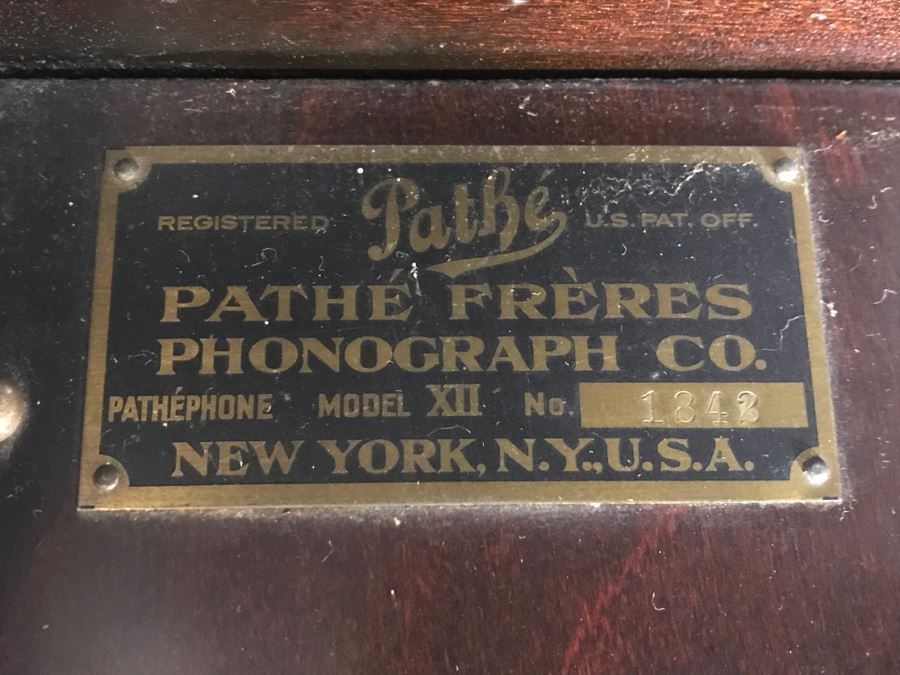 REGISTERED Pathé U.S. PAT. OFF.
PATHÉ FRÈRES
PHONOGRAPH CO.
PATHÉPHONE MODEL XII No.
NEW YORK, N.Y., U.S.A.